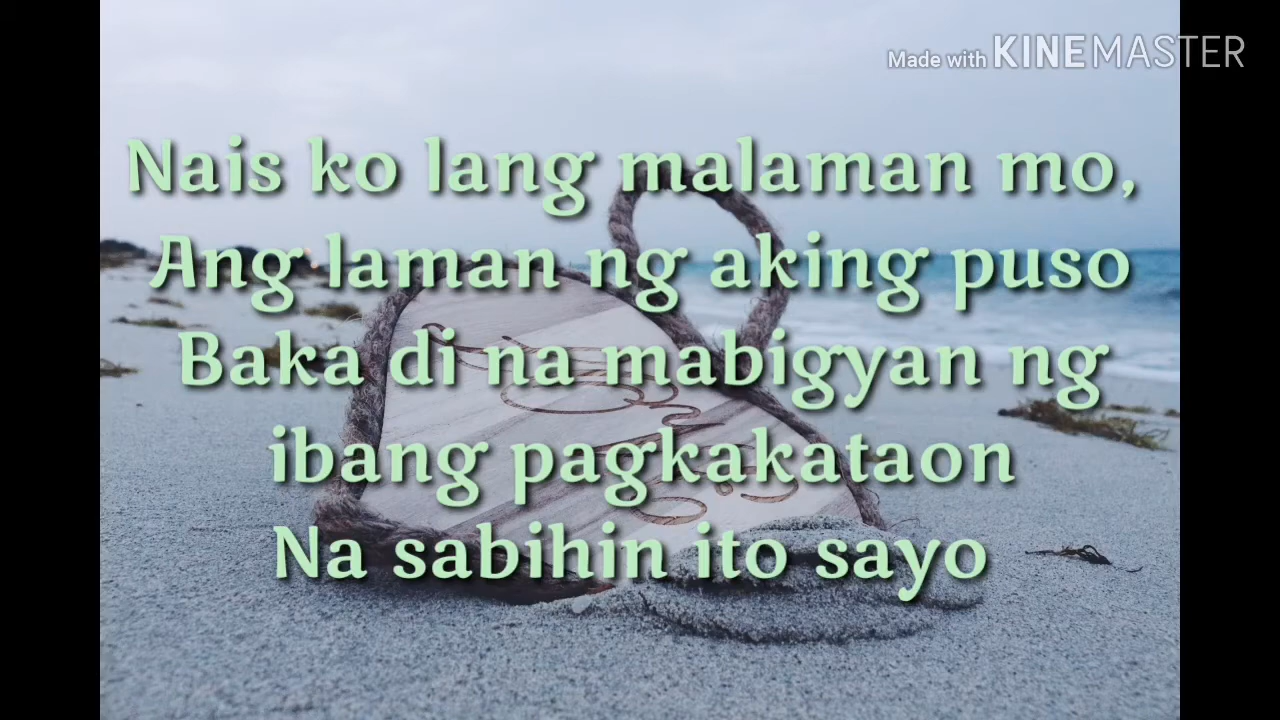 Made with KINEMASTER
Nais ko lang malaman mo,
Ang laman ng aking puso
Baka di na mabigyan ng
ibang pagkakataon
Na sabihin ito sayo